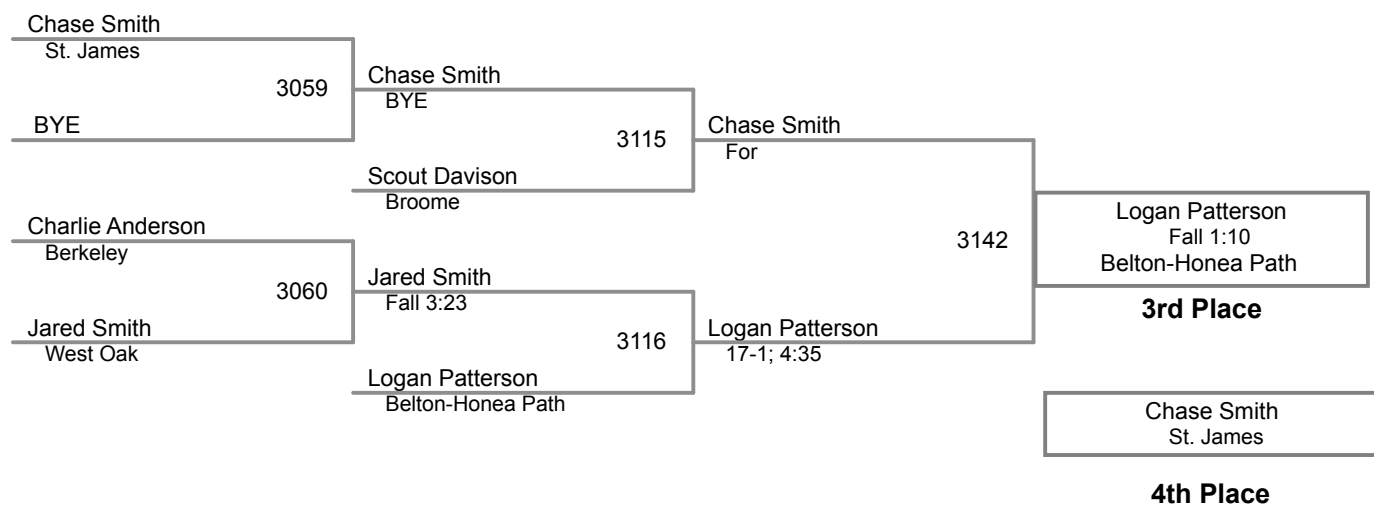 Chase Smith
St. James
3059
BYE
Charlie Anderson
Berkeley
3060
Jared Smith
West Oak
Chase Smith
BYE
3115
Scout Davison
Broome
Jared Smith
Fall 3:23
3116
Logan Patterson
Belton-Honea Path
Chase Smith
For
3142
Logan Patterson
17-1; 4:35
Logan Patterson
Fall 1:10
Belton-Honea Path
3rd Place
Chase Smith
St. James
4th Place